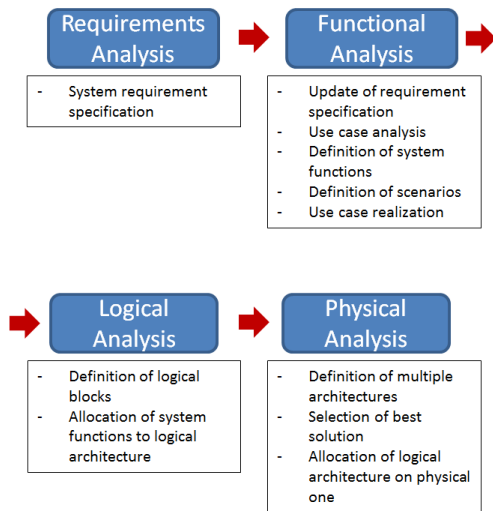 Requirements
Analysis
- System requirement
specification
Functional
Analysis
- Update of requirement
specification
- Use case analysis
- Definition of system
functions
- Definition of scenarios
- Use case realization
Logical
Analysis
- Definition of logical
blocks
- Allocation of system
functions to logical
architecture
Physical
Analysis
- Definition of multiple
architectures
- Selection of best
solution
- Allocation of logical
architecture on physical
one